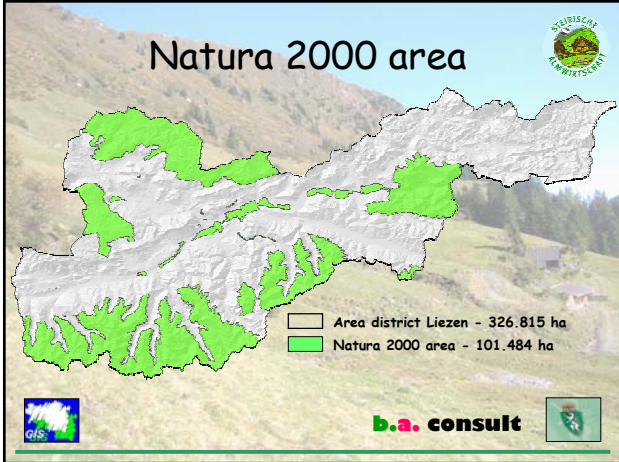 Natura 2000 area
STEIRISCHE
ALMWIRTSCHAFT
Area district Liezen - 326.815 ha
Natura 2000 area - 101.484 ha
GIS
b.a. consult